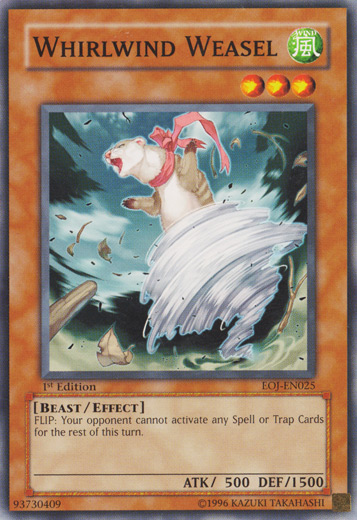 WHIRLWIND WEASEL
WIND
風
1st Edition
EOJ-EN025
[BEAST/EFFECT]
FLIP: Your opponent cannot activate any Spell or Trap Cards
for the rest of this turn.
ATK/ 500 DEF/1500
93730409
©1996 KAZUKI TAKAHASHI